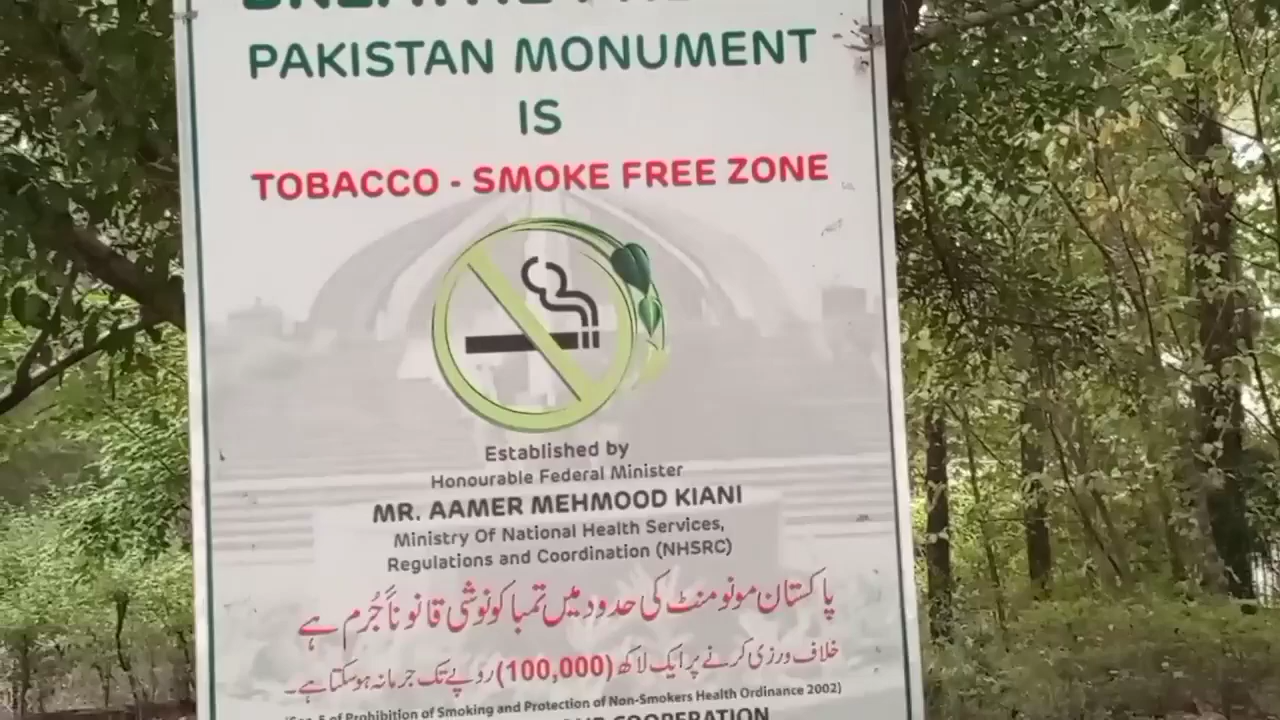 PAKISTAN MONUMENT
IS
TOBACCO - SMOKE FREE ZONE
Established by
Honourable Federal Minister
MR. AAMER MEHMOOD KIANI
Ministry Of National Health Services,
Regulations and Coordination (NHSRC)
پاکستان مونومنٹ کی حدود میں تمباکو نوشی قانوناً جُرم ہے
خلاف ورزی کرنے پر ایک لاکھ (100,000) روپے تک جرمانہ ہوسکتا ہے۔
5 of Prohibition of Smoking and Protection of Non-Smokers Health Ordinance 2002)
COOPERATION